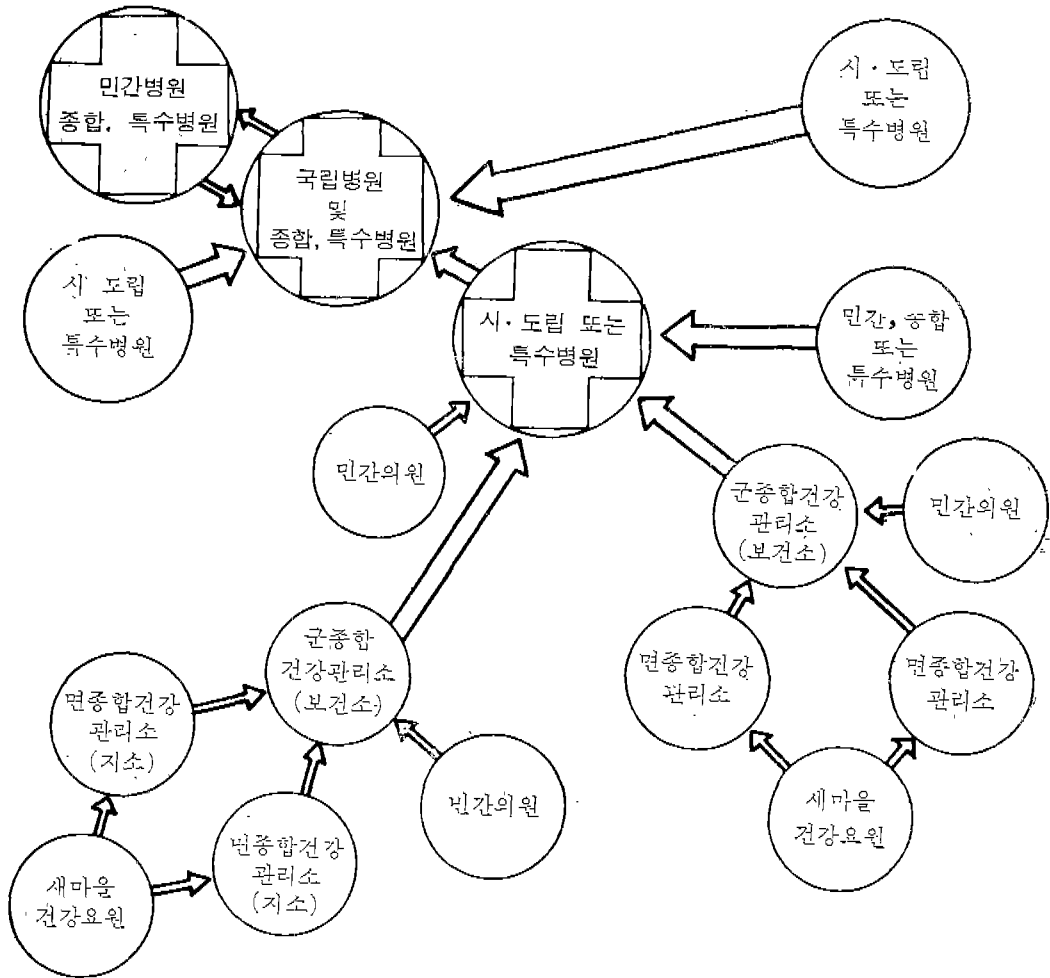 민간병원
종합, 특수병원
시·도립
또는
특수병원
국립병원
및
종합, 특수병원
시·도립
또는
특수병원
시·도립 또는
특수병원
민간, 종합
또는
특수병원
민간의원
군종합건강
관리소
(보건소)
민간의원
군종합
건강관리소
(보건소)
면종합건강
관리소
면종합건강
관리소
면종합건강
관리소
(지소)
민간의원
새마을
건강요원
면종합건강
관리소
(지소)
새마을
건강요원